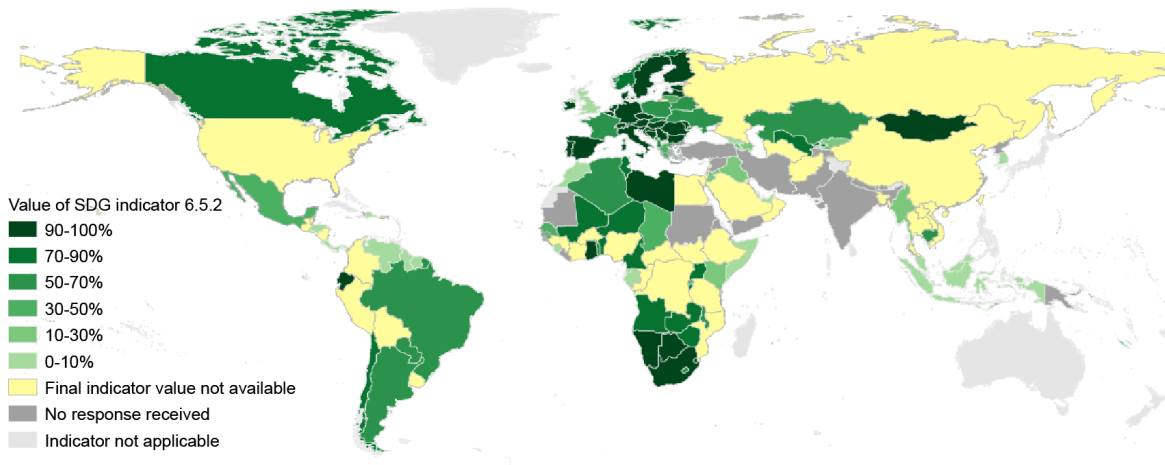 Value of SDG indicator 6.5.2
90-100%
70-90%
50-70%
30-50%
10-30%
0-10%
Final indicator value not available
No response received
Indicator not applicable